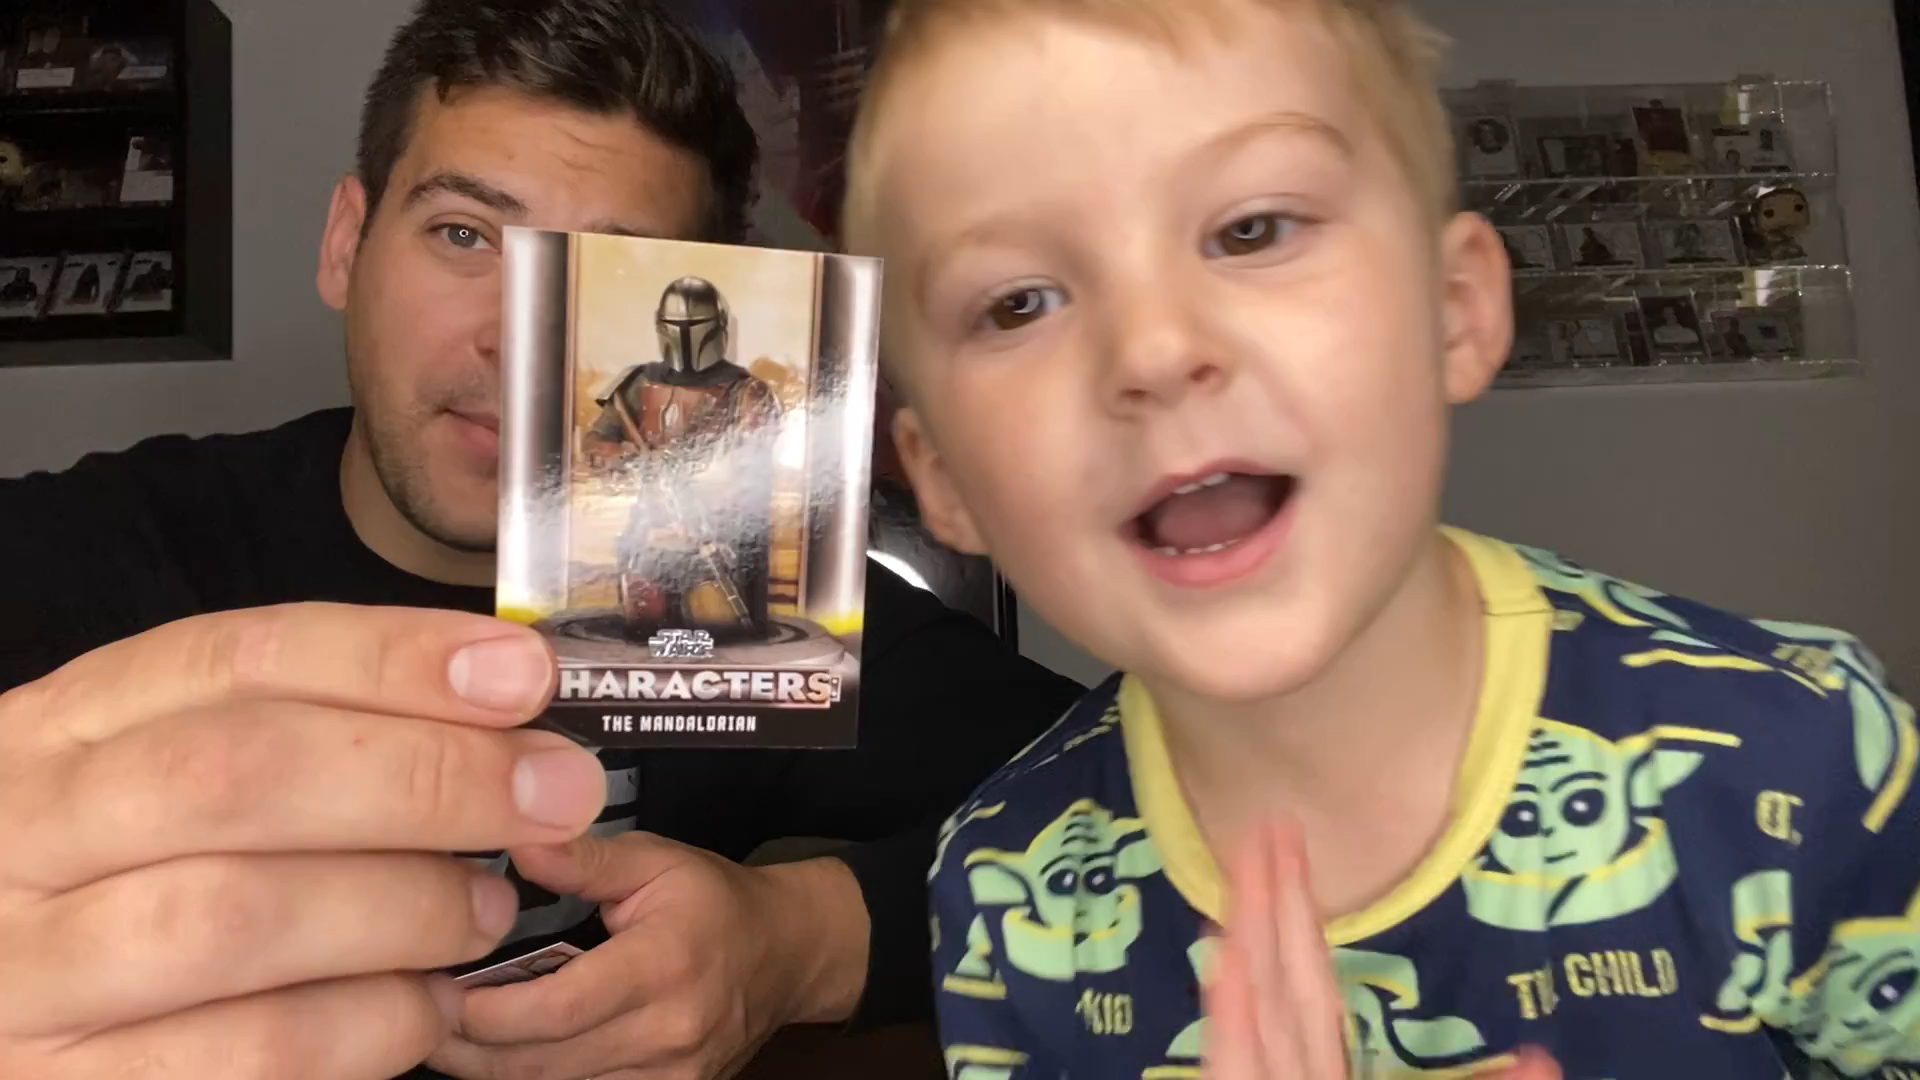 STAR
WARS
HARACTERS
THE MANDALORIAN
THE CHILD
KID